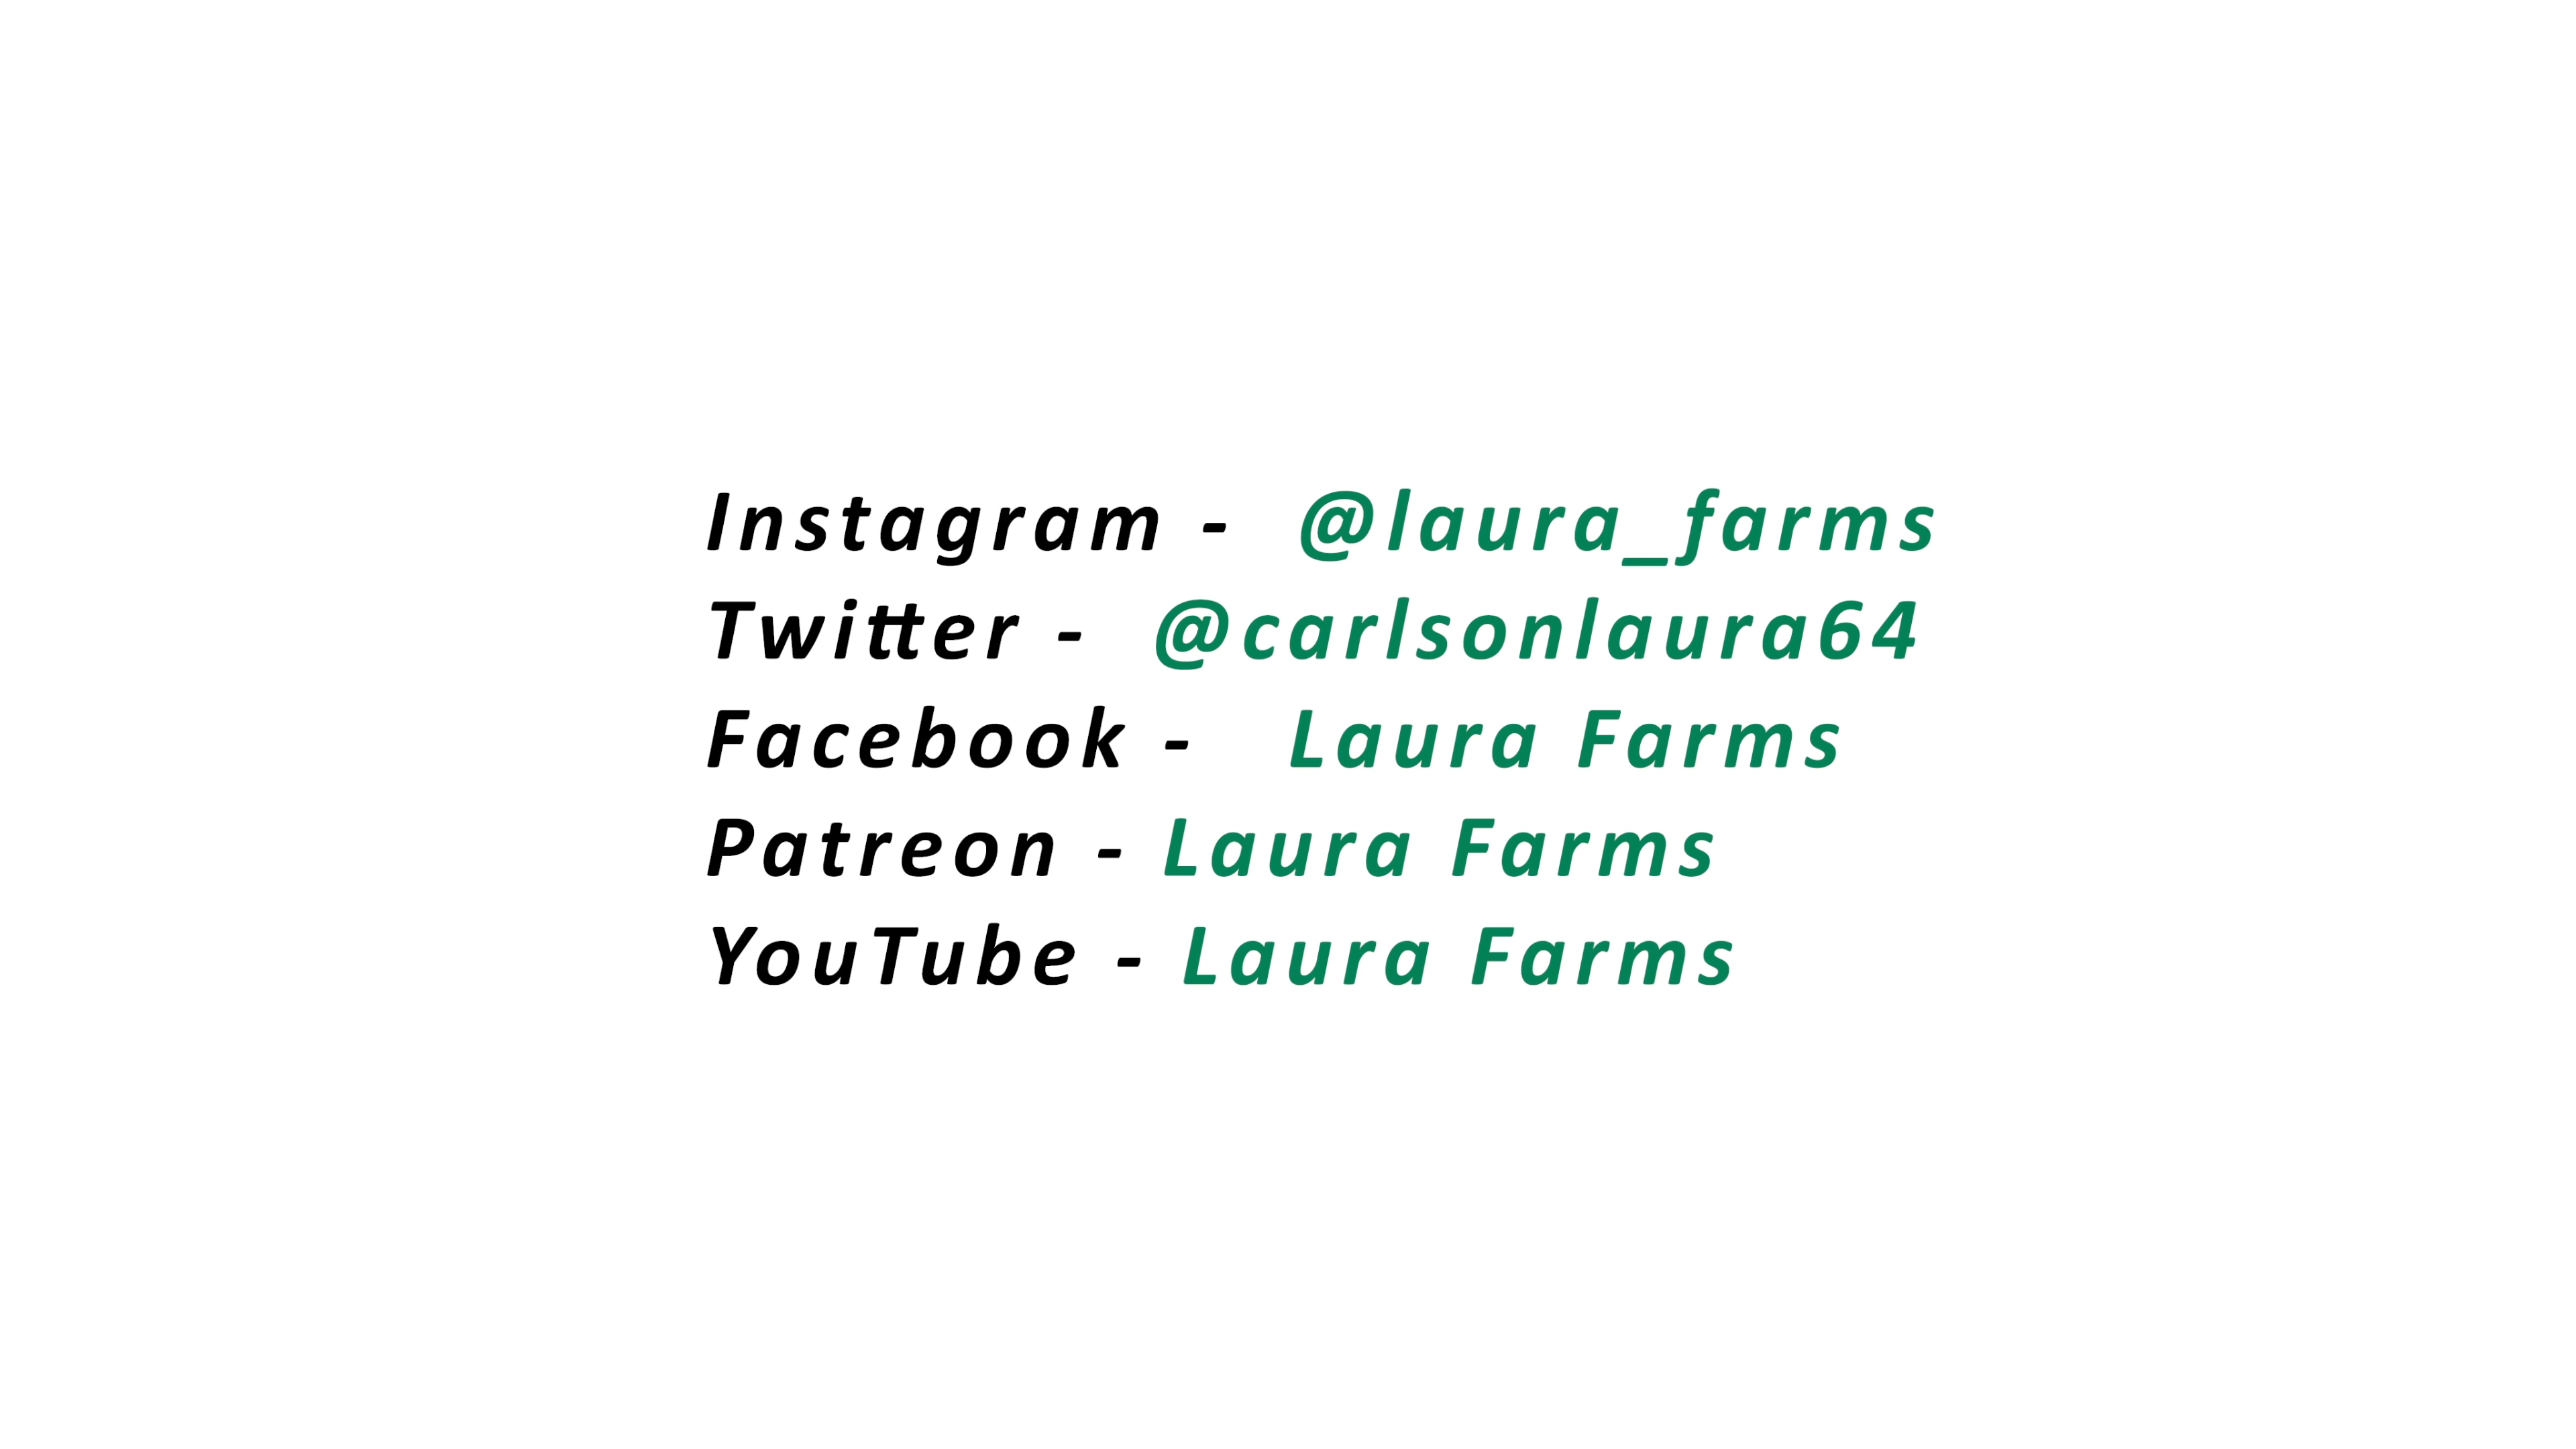 Instagram - @laura_farms
Twitter - @carlsonlaura64
Facebook - Laura Farms
Patreon - Laura Farms
YouTube - Laura Farms